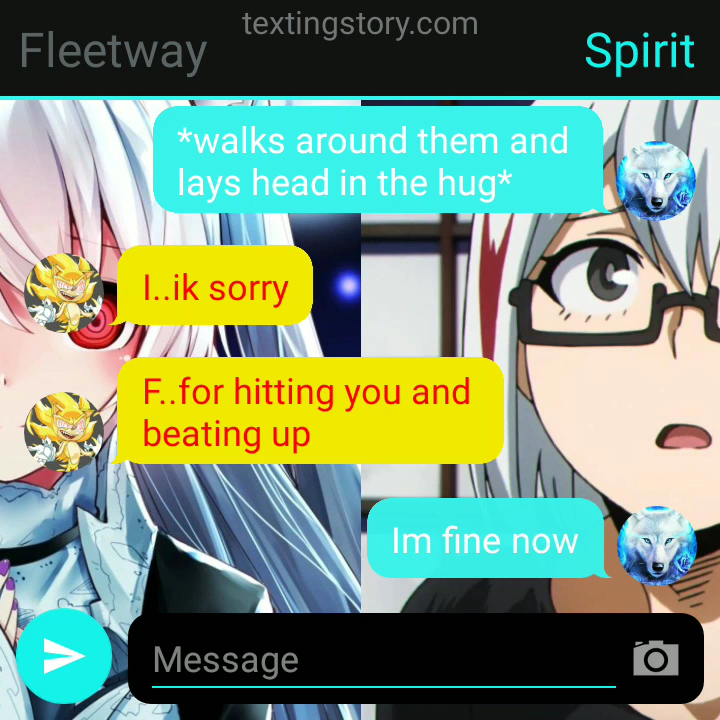 textingstory.com
Fleetway
Spirit
*walks around them and
lays head in the hug*
I..ik sorry
F..for hitting you and
beating up
Im fine now
Message